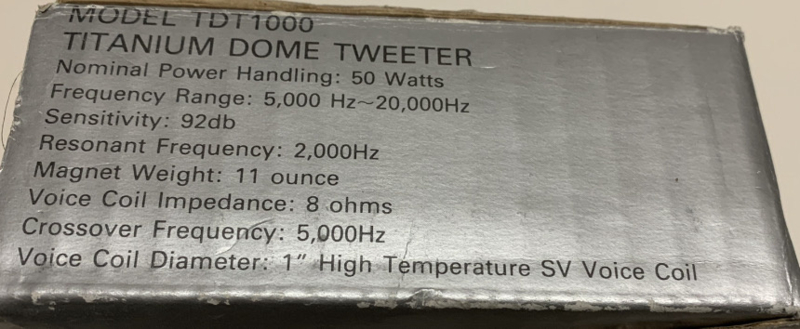 MODEL TDT1000
TITANIUM DOME TWEETER
Nominal Power Handling: 50 Watts
Frequency Range: 5,000 Hz~20,000Hz
Sensitivity: 92db
Resonant Frequency: 2,000Hz
Magnet Weight: 11 ounce
Voice Coil Impedance: 8 ohms
Crossover Frequency: 5,000Hz
Voice Coil Diameter: 1" High Temperature SV Voice Coil